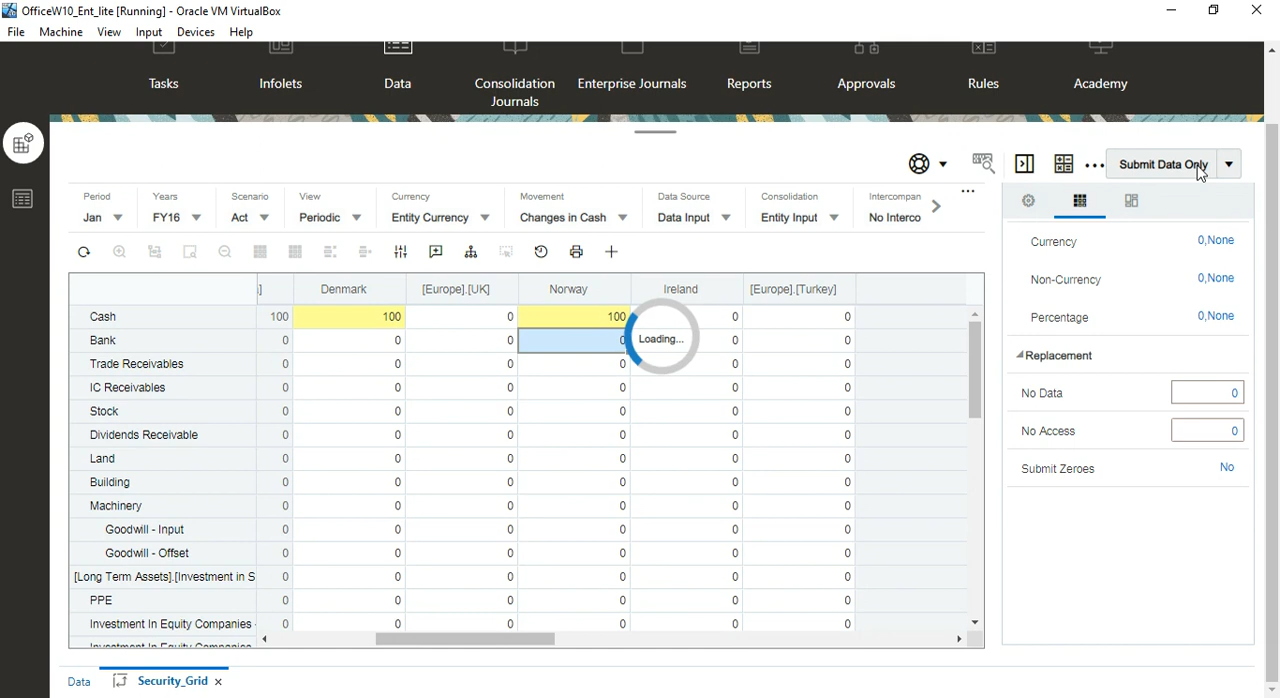 OfficeW10_Ent_lite [Running] - Oracle VM VirtualBox
File Machine View Input Devices Help
Tasks Infolets Data Consolidation Journals Enterprise Journals Reports Approvals Rules Academy
Submit Data Only
Period Years Scenario View Currency Movement Data Source Consolidation Intercompan
Jan FY16 Act Periodic Entity Currency Changes in Cash Data Input Entity Input No Interco
Denmark [Europe].[UK] Norway Ireland [Europe].[Turkey]
Cash 100 100 0 100 0 0
Bank 0 0 0 0 0 0
Loading...
Trade Receivables 0 0 0 0 0 0
IC Receivables 0 0 0 0 0 0
Stock 0 0 0 0 0 0
Dividends Receivable 0 0 0 0 0 0
Land 0 0 0 0 0 0
Building 0 0 0 0 0 0
Machinery 0 0 0 0 0 0
Goodwill - Input 0 0 0 0 0 0
Goodwill - Offset 0 0 0 0 0 0
[Long Term Assets].[Investment in S 0 0 0 0 0 0
PPE 0 0 0 0 0 0
Investment In Equity Companies - 0 0 0 0 0 0
Investment In Equity Companies
Currency 0,None
Non-Currency 0,None
Percentage 0,None
Replacement
No Data 0
No Access 0
Submit Zeroes No
Data Security_Grid ×